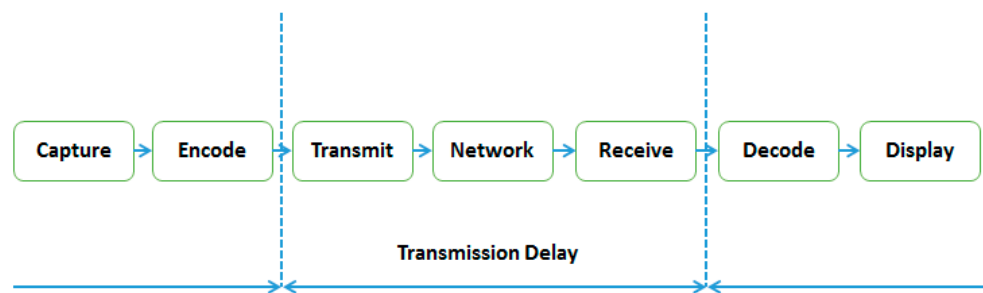 Capture
Encode
Transmit
Network
Receive
Decode
Display
Transmission Delay